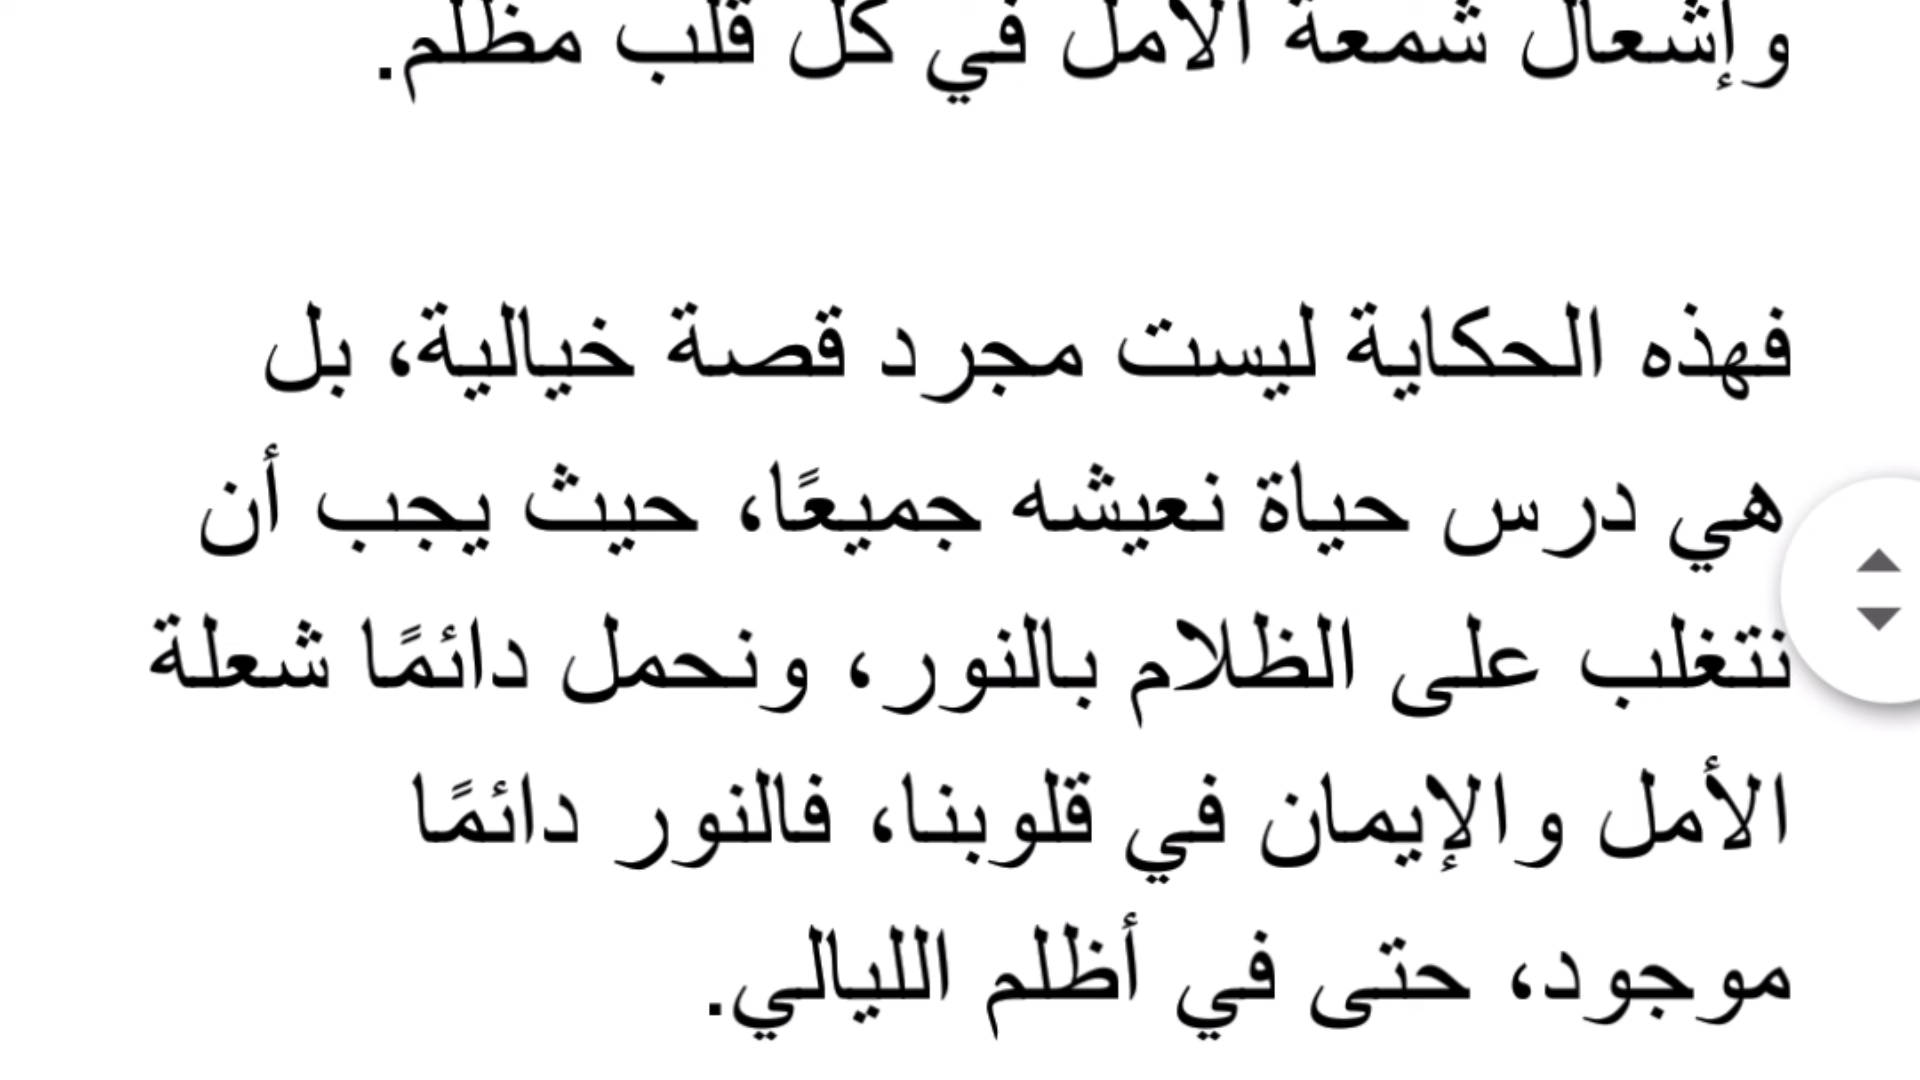 وإشعال شمعة الأمل في كل قلب مظلم.
فهذه الحكاية ليست مجرد قصة خيالية، بل
هي درس حياة نعيشه جميعًا، حيث يجب أن
نتغلب على الظلام بالنور، ونحمل دائمًا شعلة
الأمل والإيمان في قلوبنا، فالنور دائمًا
موجود، حتى في أظلم الليالي.